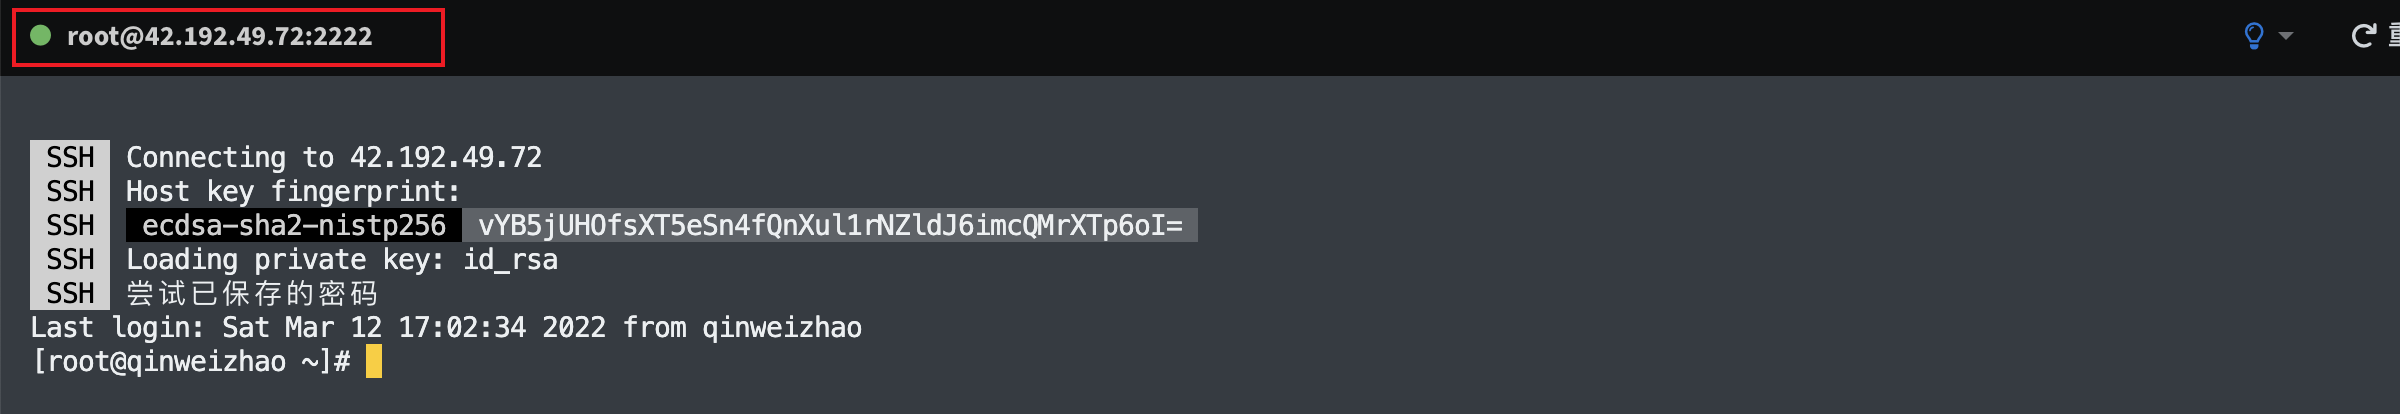 root@42.192.49.72:2222
SSH Connecting to 42.192.49.72
SSH Host key fingerprint:
SSH ecdsa-sha2-nistp256 vYB5jUHOfsXT5eSn4fQnXul1rNZldJ6imcQMrXTp6oI=
SSH Loading private key: id_rsa
SSH 尝试已保存的密码
Last login: Sat Mar 12 17:02:34 2022 from qinweizhao
[root@qinweizhao ~]#